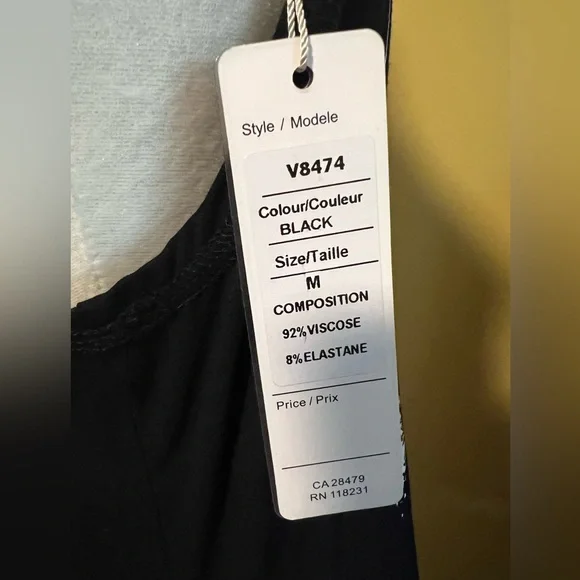 Style / Modele
V8474
Colour/Couleur
BLACK
Size/Taille
M
COMPOSITION
92%VISCOSE
8%ELASTANE
Price / Prix
CA 28479
RN 118231